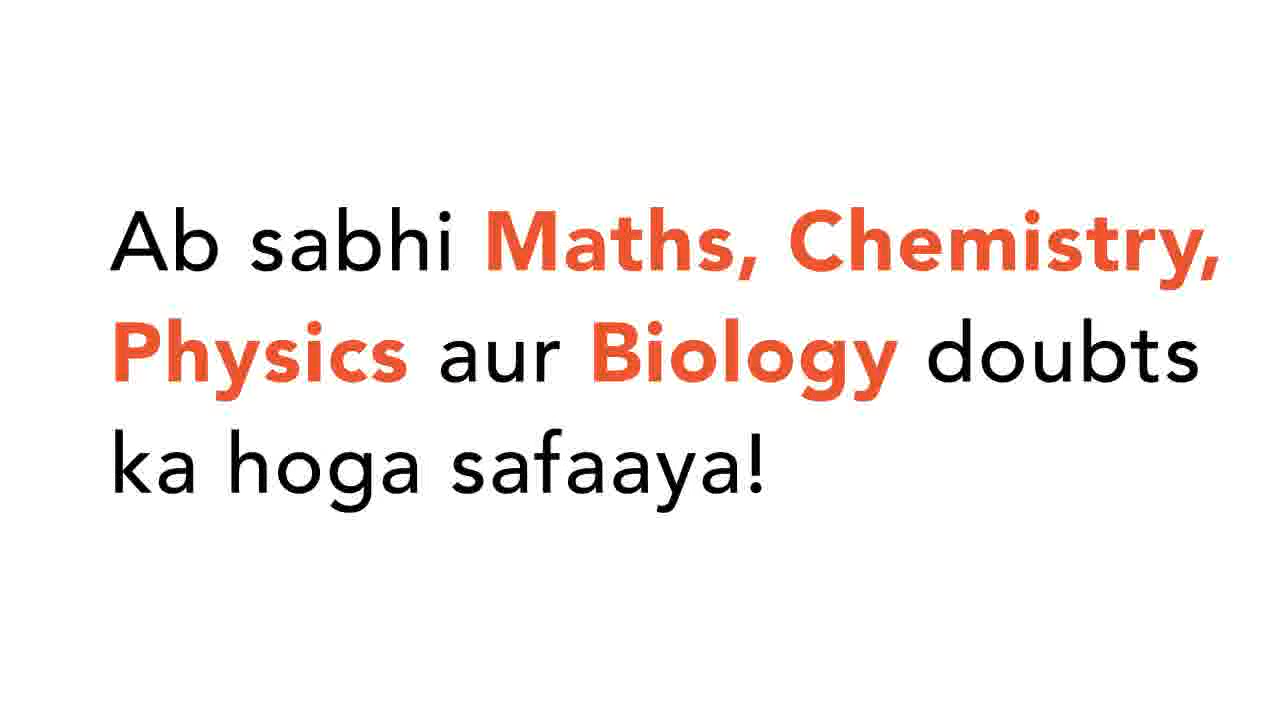 Ab sabhi Maths, Chemistry,
Physics aur Biology doubts
ka hoga safaaya!